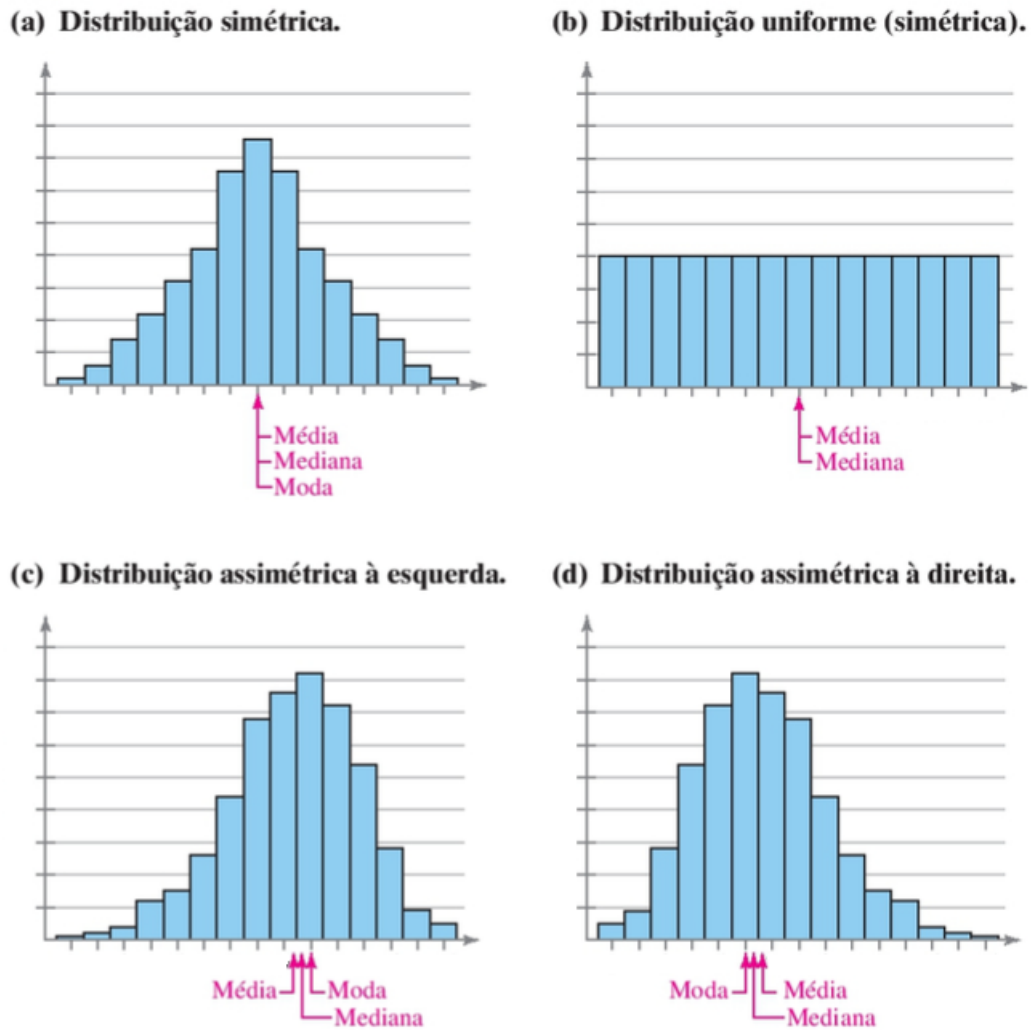 (a) Distribuição simétrica.
(b) Distribuição uniforme (simétrica).
Média
Mediana
Moda
Média
Mediana
(c) Distribuição assimétrica à esquerda.
(d) Distribuição assimétrica à direita.
Média
Moda
Mediana
Moda
Média
Mediana